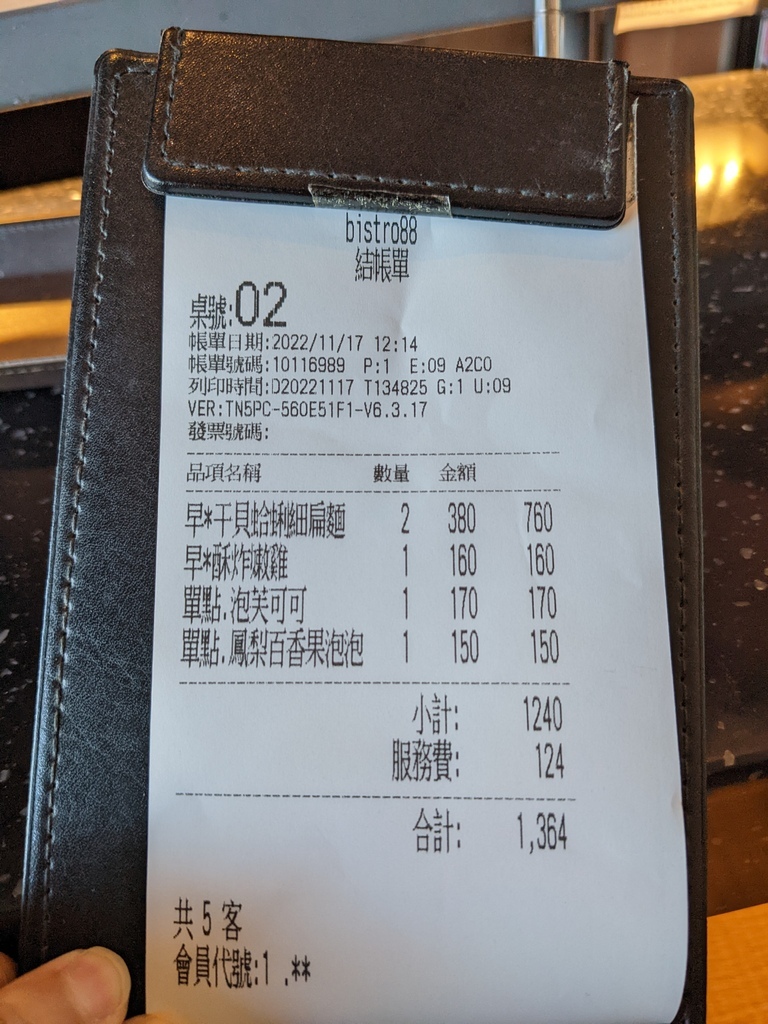 bistro88
結帳單
桌號:02
帳單日期:2022/11/17 12:14
帳單號碼:10116989 P:1 E:09 A2C0
列印時間:D20221117 T134825 G:1 U:09
VER:TN5PC-560E51F1-V6.3.17
發票號碼:
品項名稱 數量 金額
早*干貝蛤蜊細扁麵 2 380 760
早*酥炸嫩雞 1 160 160
單點.泡芙可可 1 170 170
單點.鳳梨百香果泡泡 1 150 150
小計: 1240
服務費: 124
合計: 1,364
共 5 客
會員代號:1 .**